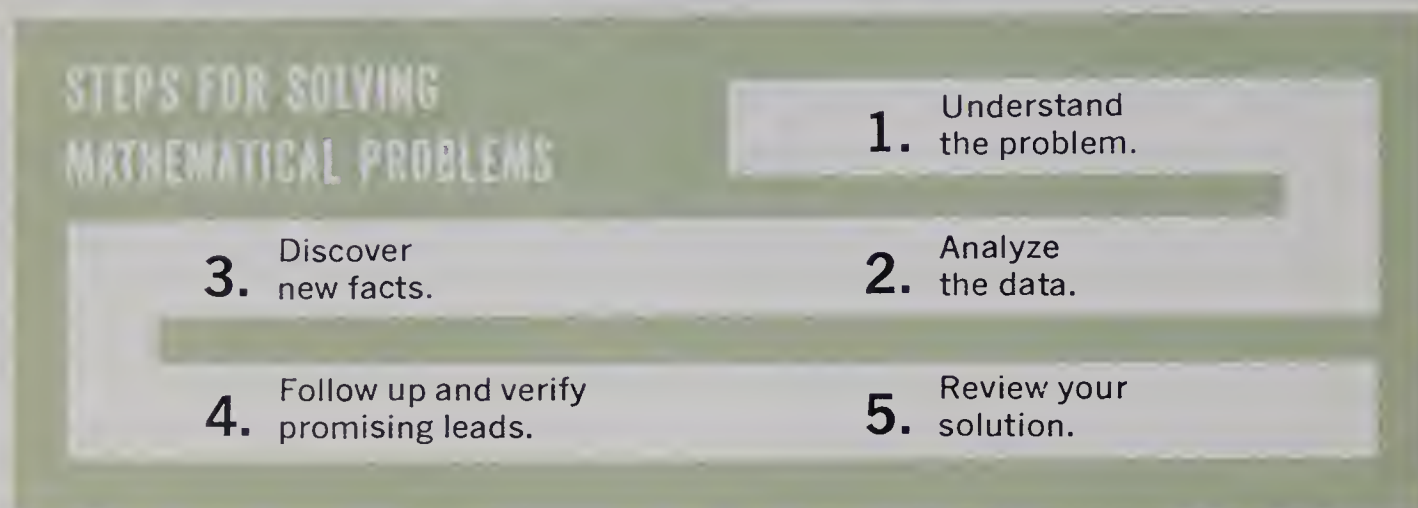 STEPS FOR SOLVING
MATHEMATICAL PROBLEMS
1. Understand
the problem.
2. Analyze
the data.
3. Discover
new facts.
4. Follow up and verify
promising leads.
5. Review your
solution.